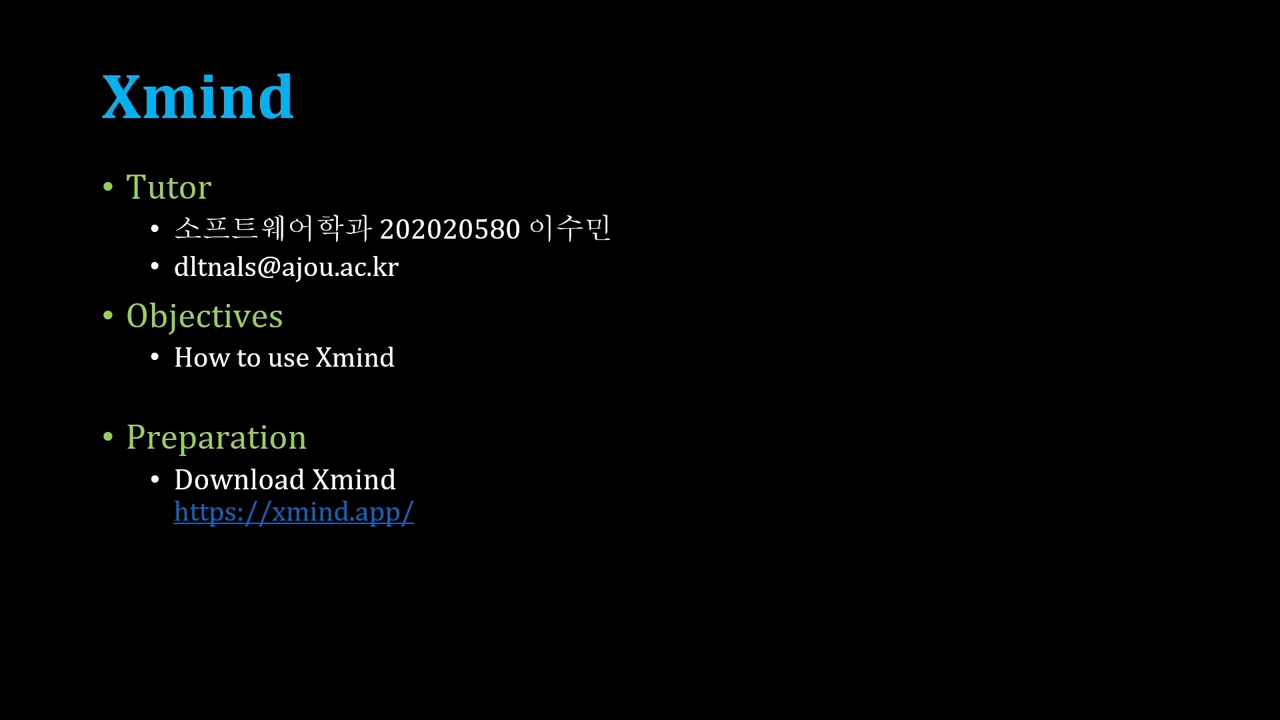 Xmind
• Tutor
• 소프트웨어학과 202020580 이수민
• dltnals@ajou.ac.kr
• Objectives
• How to use Xmind
• Preparation
• Download Xmind
https://xmind.app/